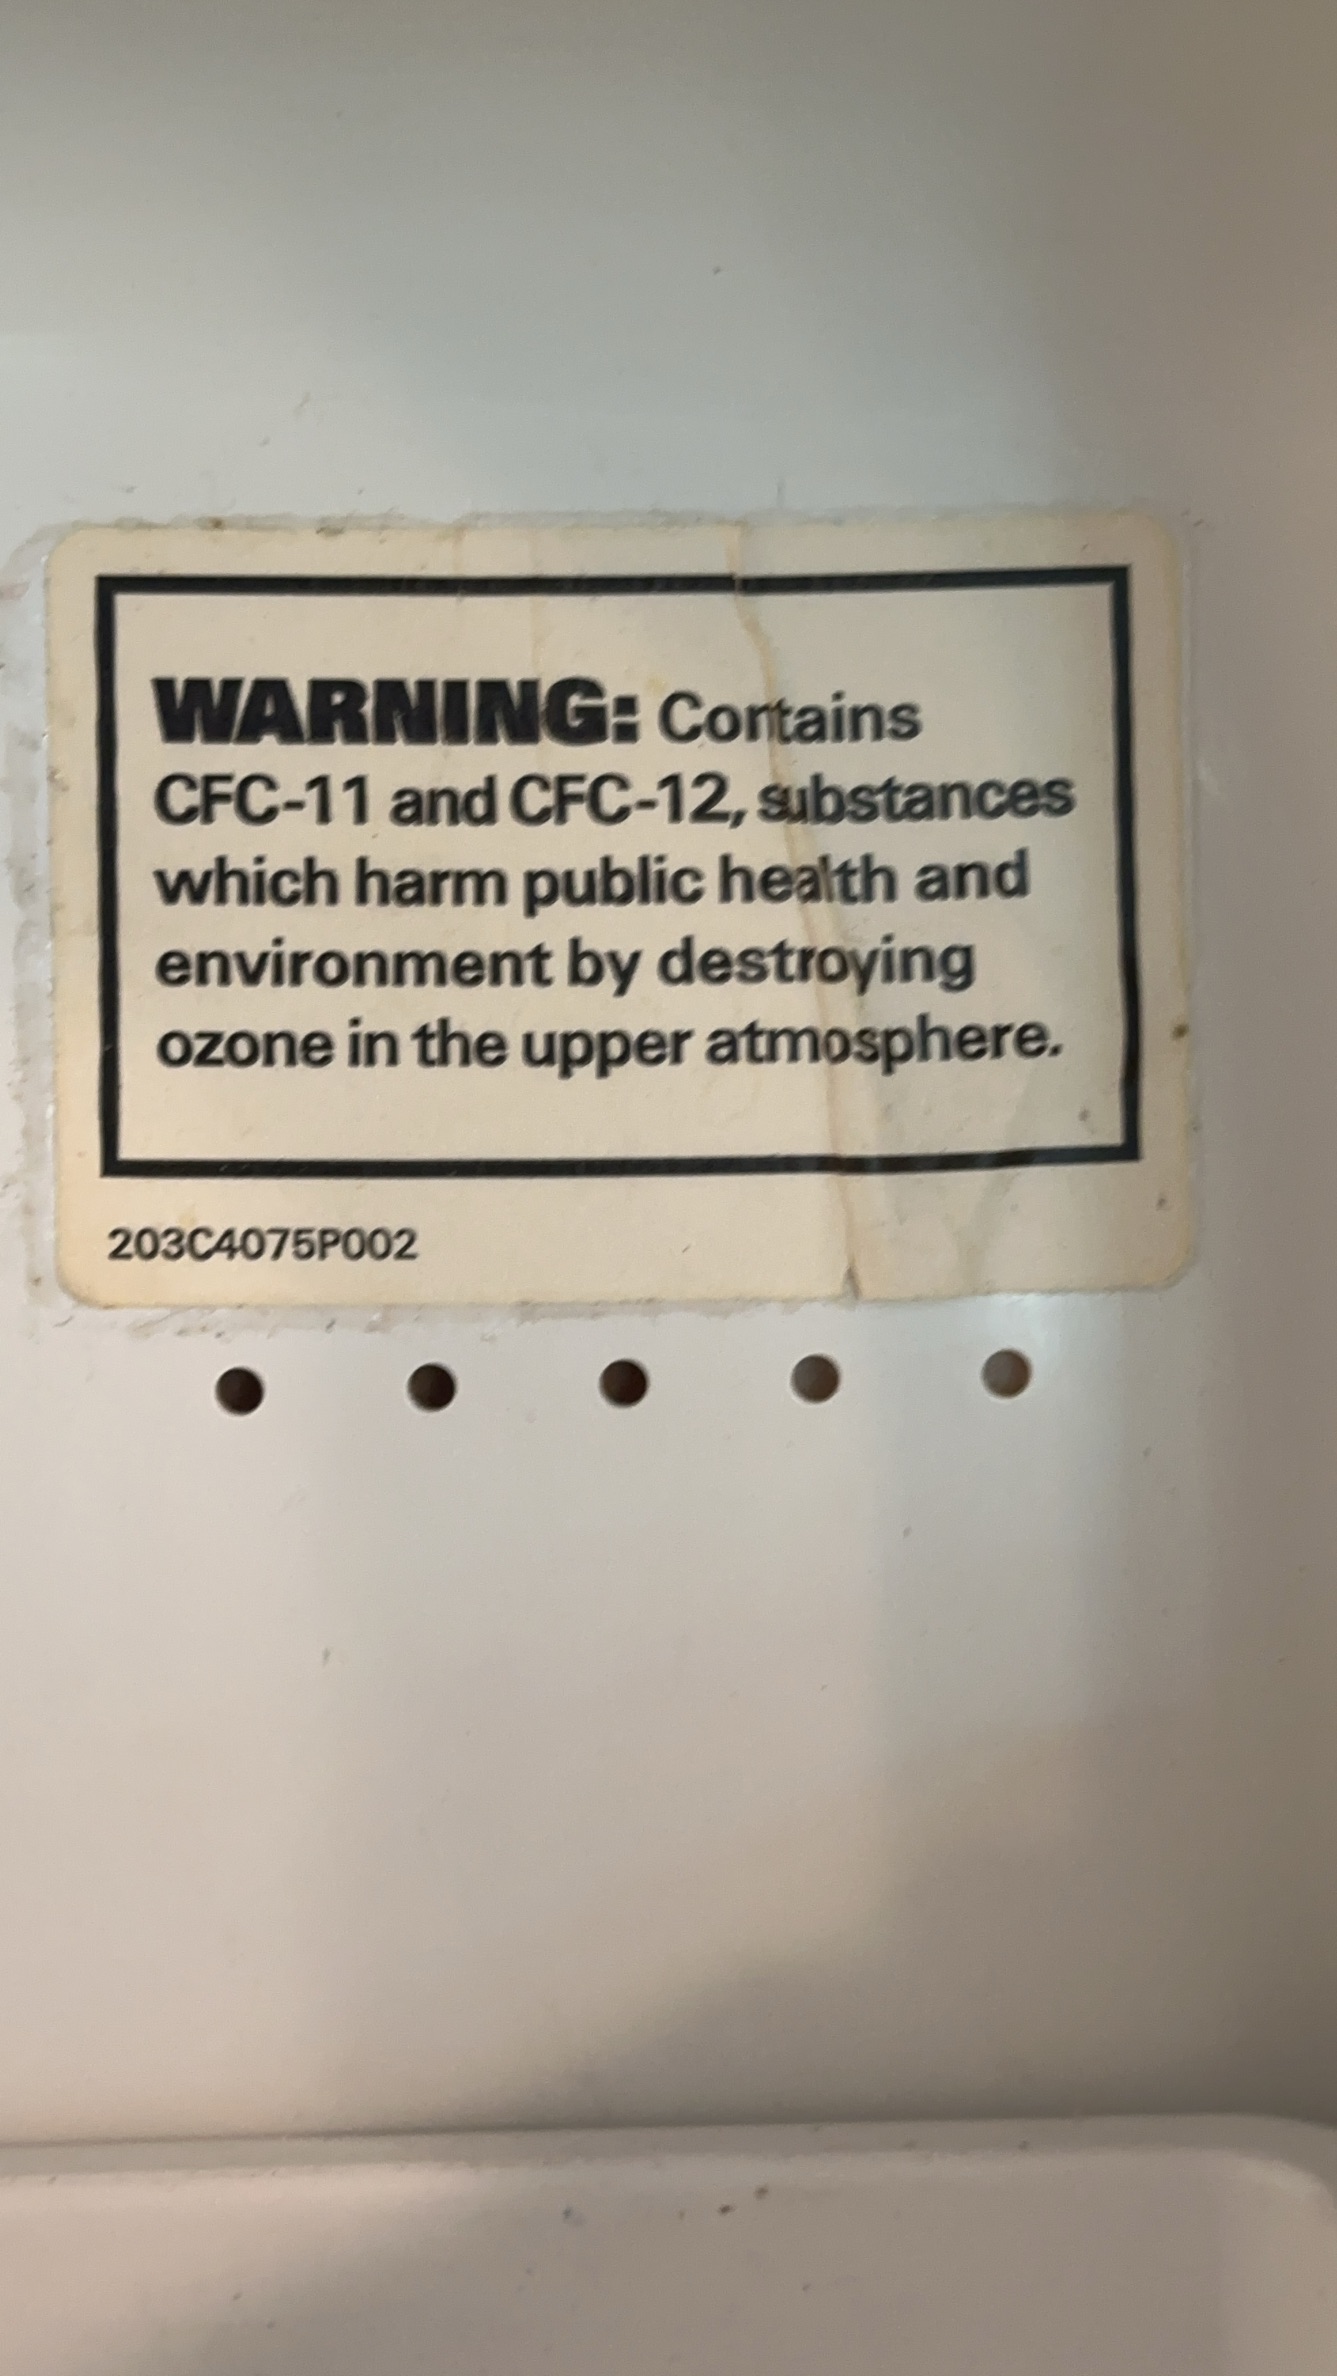 WARNING: Contains
CFC-11 and CFC-12, substances
which harm public health and
environment by destroying
ozone in the upper atmosphere.
203C4075P002